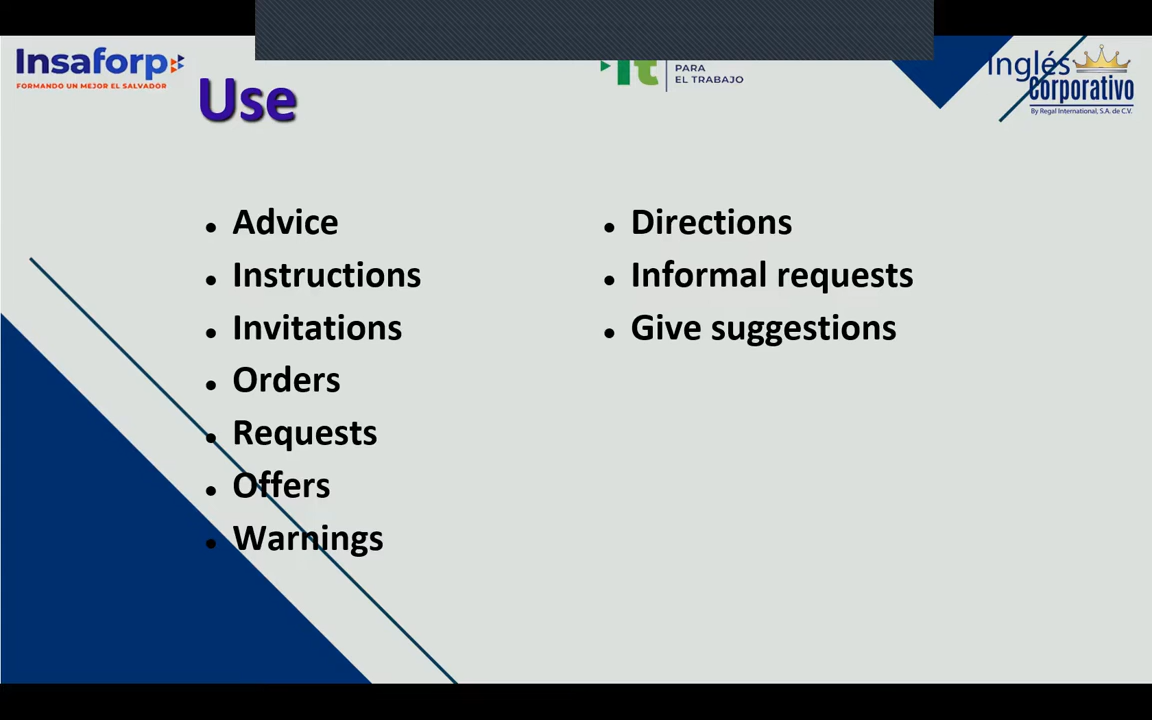 Insaforp
FORMANDO UN MEJOR EL SALVADOR
PARA
EL TRABAJO
Inglés
Corporativo
By Regal International, S.A. de C.V.
Use
Advice
Instructions
Invitations
Orders
Requests
Offers
Warnings
Directions
Informal requests
Give suggestions